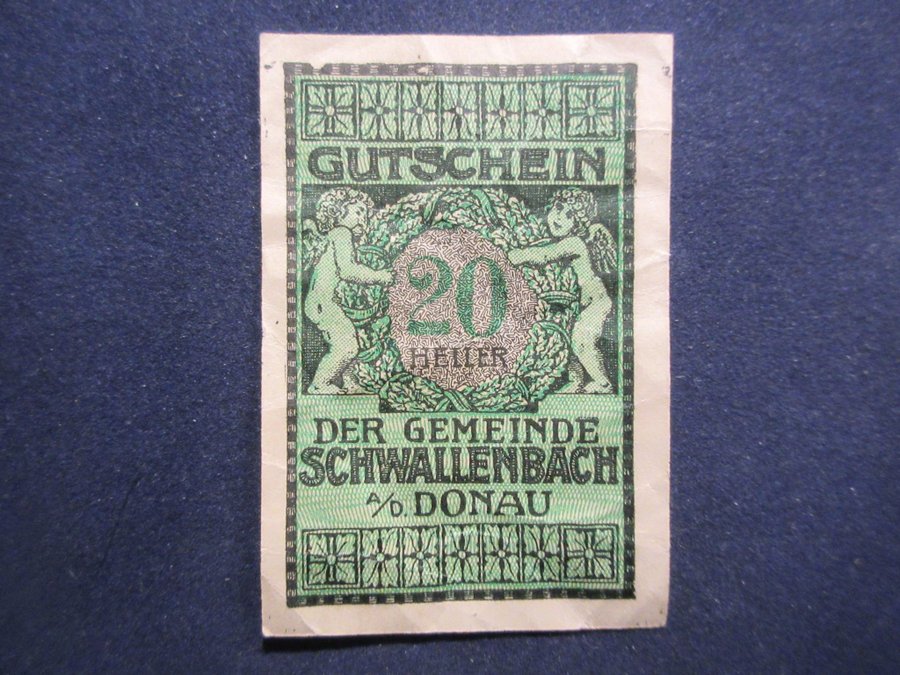 GUTSCHEIN
20
HELLER
DER GEMEINDE
SCHWALLENBACH
A/D. DONAU